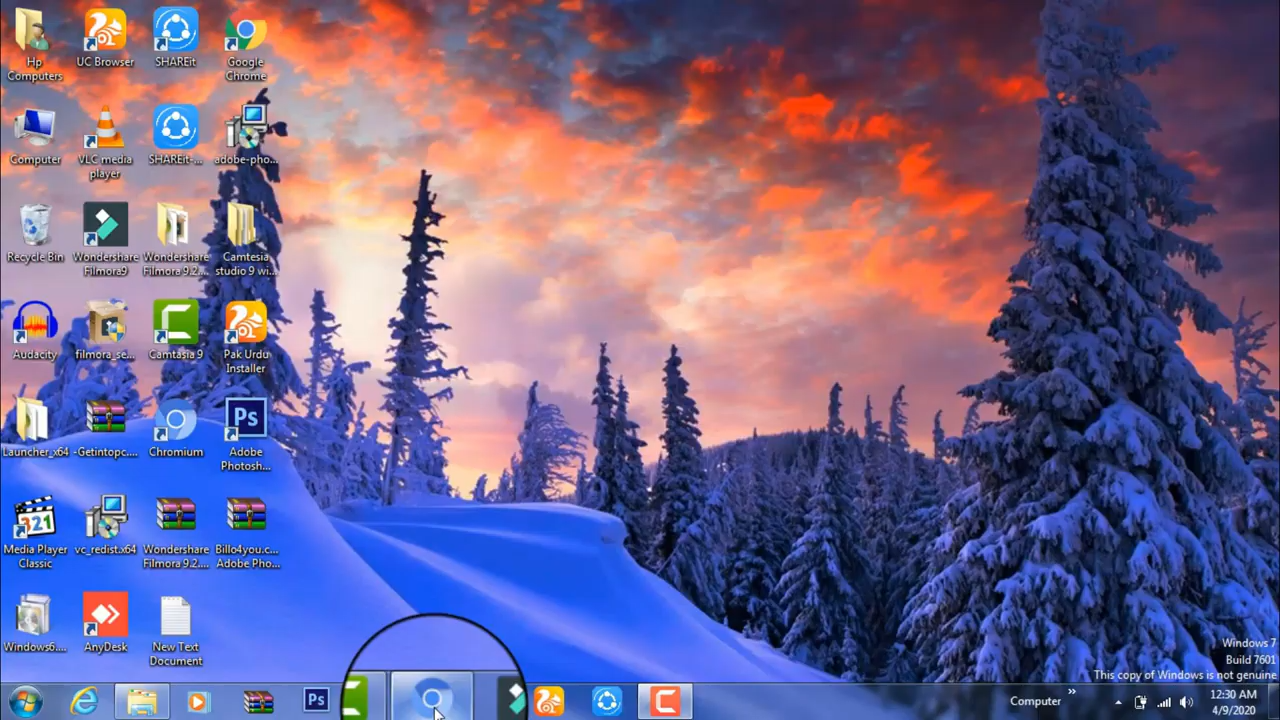 Hp
Computers
UC Browser
SHAREit
Google
Chrome
Computer
VLC media
player
SHAREit-...
adobe-pho...
Recycle Bin
Wondershare
Filmora9
Wondershare
Filmora 9.2....
Camtesia
studio 9 wi...
Audacity
filmora_se...
Camtasia 9
Pak Urdu
Installer
Launcher_x64
-Getintopc....
Chromium
Ps
Adobe
Photosh...
321
Media Player
Classic
vc_redist.x64
Wondershare
Filmora 9.2....
Billo4you.c...
Adobe Pho...
Windows6....
AnyDesk
New Text
Document
Windows 7
Build 7601
This copy of Windows is not genuine
Ps
Computer
»
12:30 AM
4/9/2020